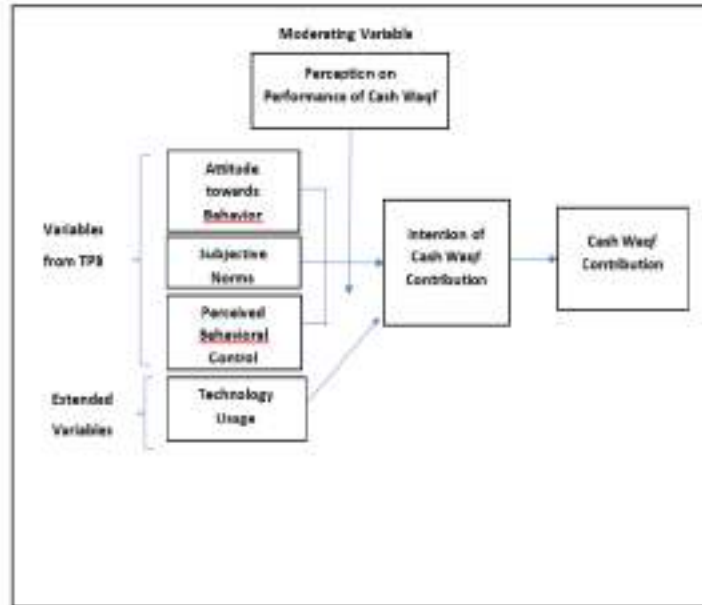 Moderating Variable
Perception on
Performance of Cash Waqf
Attitude
towards
Behavior
Variables
from TPB
Subjective
Norms
Perceived
Behavioral
Control
Extended
Variables
Technology
Usage
Intention of
Cash Waqf
Contribution
Cash Waqf
Contribution